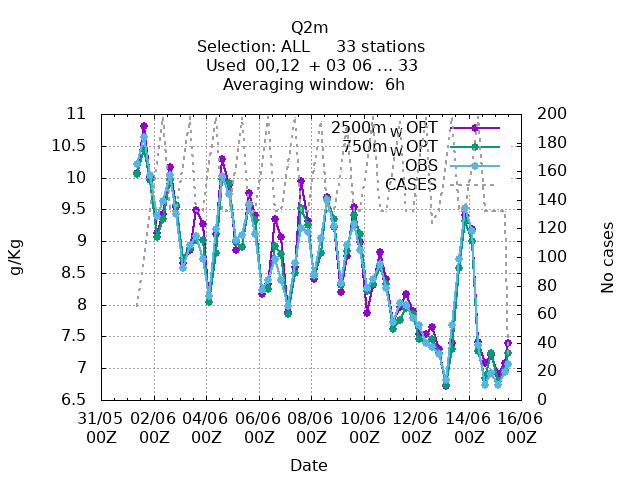 Q2m
Selection: ALL 33 stations
Used 00,12 + 03 06 ... 33
Averaging window: 6h
11
10.5
10
9.5
9
8.5
8
7.5
7
6.5
g/Kg
200
180
160
140
120
100
80
60
40
20
0
No cases
2500m W OPT
750m W OPT
OBS
CASES
31/05 02/06 04/06 06/06 08/06 10/06 12/06 14/06 16/06
00Z 00Z 00Z 00Z 00Z 00Z 00Z 00Z 00Z
Date